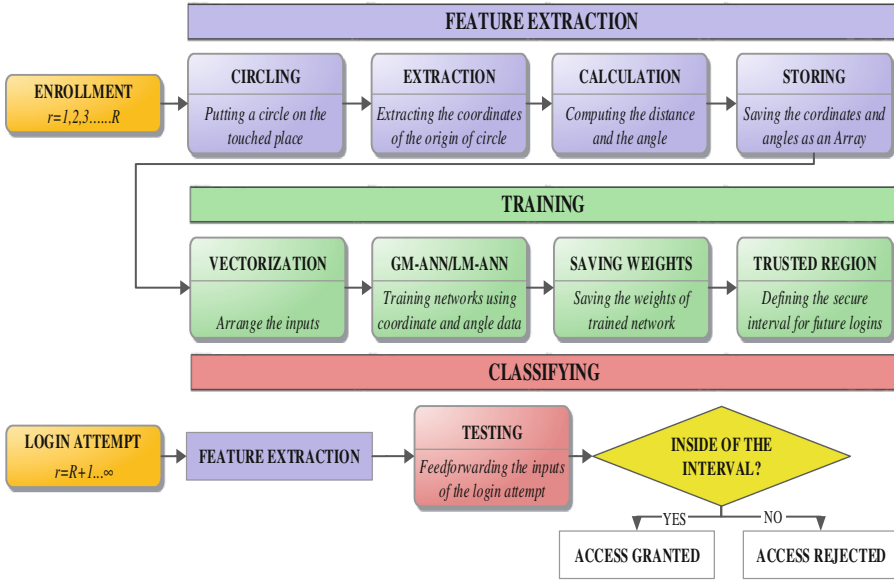 FEATURE EXTRACTION
ENROLLMENT
r=1,2,3......R
CIRCLING
Putting a circle on the
touched place
EXTRACTION
Extracting the coordinates
of the origin of circle
CALCULATION
Computing the distance
and the angle
STORING
Saving the cordinates and
angles as an Array
TRAINING
VECTORIZATION
Arrange the inputs
GM-ANN/LM-ANN
Training networks using
coordinate and angle data
SAVING WEIGHTS
Saving the weights of
trained network
TRUSTED REGION
Defining the secure
interval for future logins
CLASSIFYING
LOGIN ATTEMPT
r=R+1...∞
FEATURE EXTRACTION
TESTING
Feedforwarding the inputs
of the login attempt
INSIDE OF THE
INTERVAL?
YES
NO
ACCESS GRANTED
ACCESS REJECTED